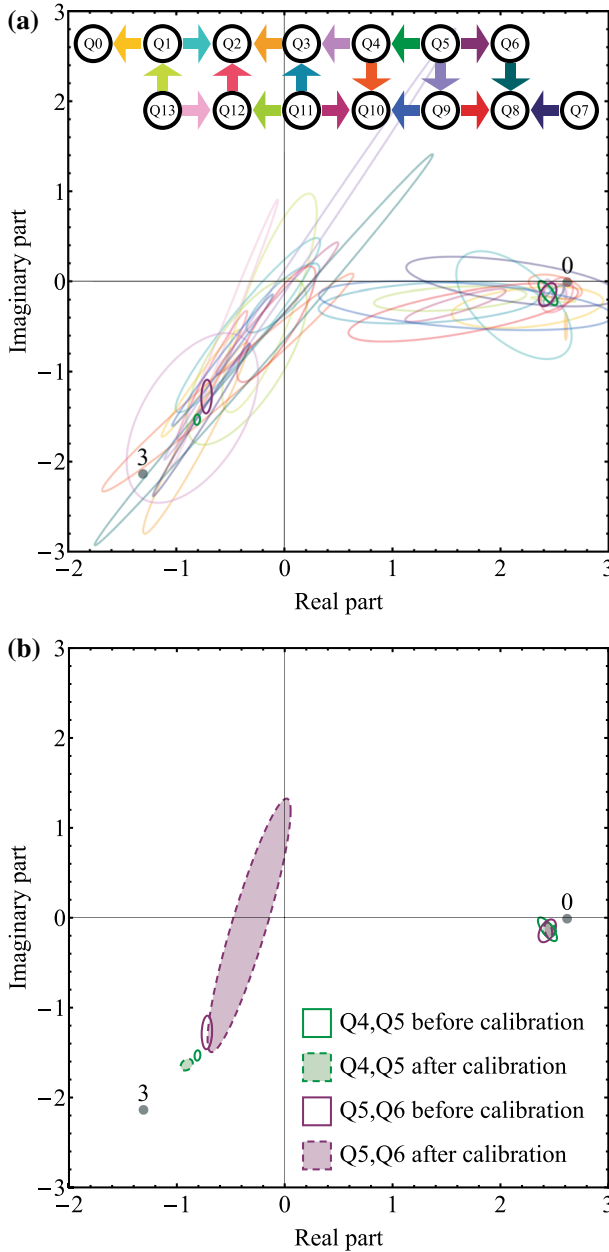 (a)
3
Q0 Q1 Q2 Q3 Q4 Q5 Q6
2
Q13 Q12 Q11 Q10 Q9 Q8 Q7
1
0
0
−1
−2
3
−3
−2 −1 0 1 2 3
Real part
Imaginary part
(b)
3
2
1
0
0
−1
Q4,Q5 before calibration
Q4,Q5 after calibration
−2
3
Q5,Q6 before calibration
Q5,Q6 after calibration
−3
−2 −1 0 1 2 3
Real part
Imaginary part